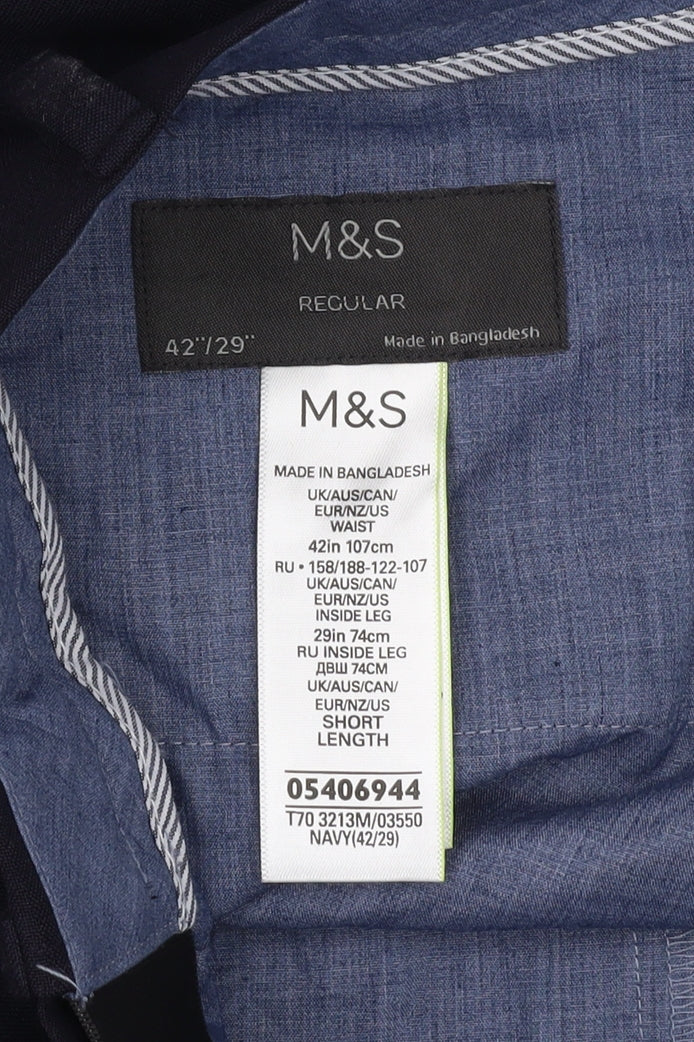 M&S
REGULAR
42"/29" Made in Bangladesh
M&S
MADE IN BANGLADESH
UK/AUS/CAN/
EUR/NZ/US
WAIST
42in 107cm
RU • 158/188-122-107
UK/AUS/CAN/
EUR/NZ/US
INSIDE LEG
29in 74cm
RU INSIDE LEG
ДВШ 74СМ
UK/AUS/CAN/
EUR/NZ/US
SHORT
LENGTH
05406944
T70 3213M/03550
NAVY(42/29)